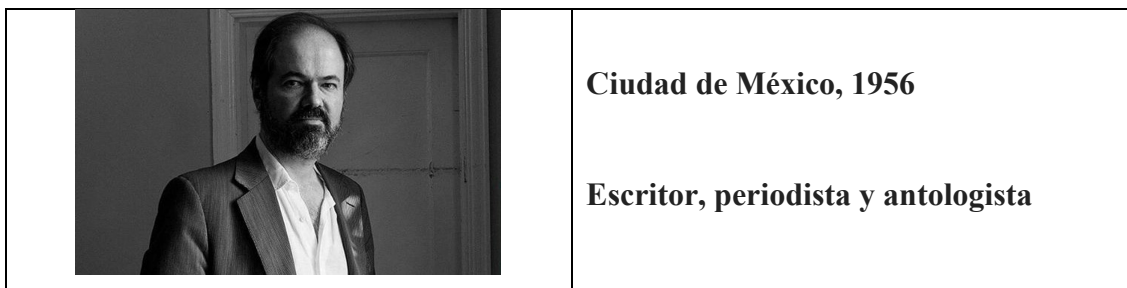 Ciudad de México, 1956
Escritor, periodista y antologista